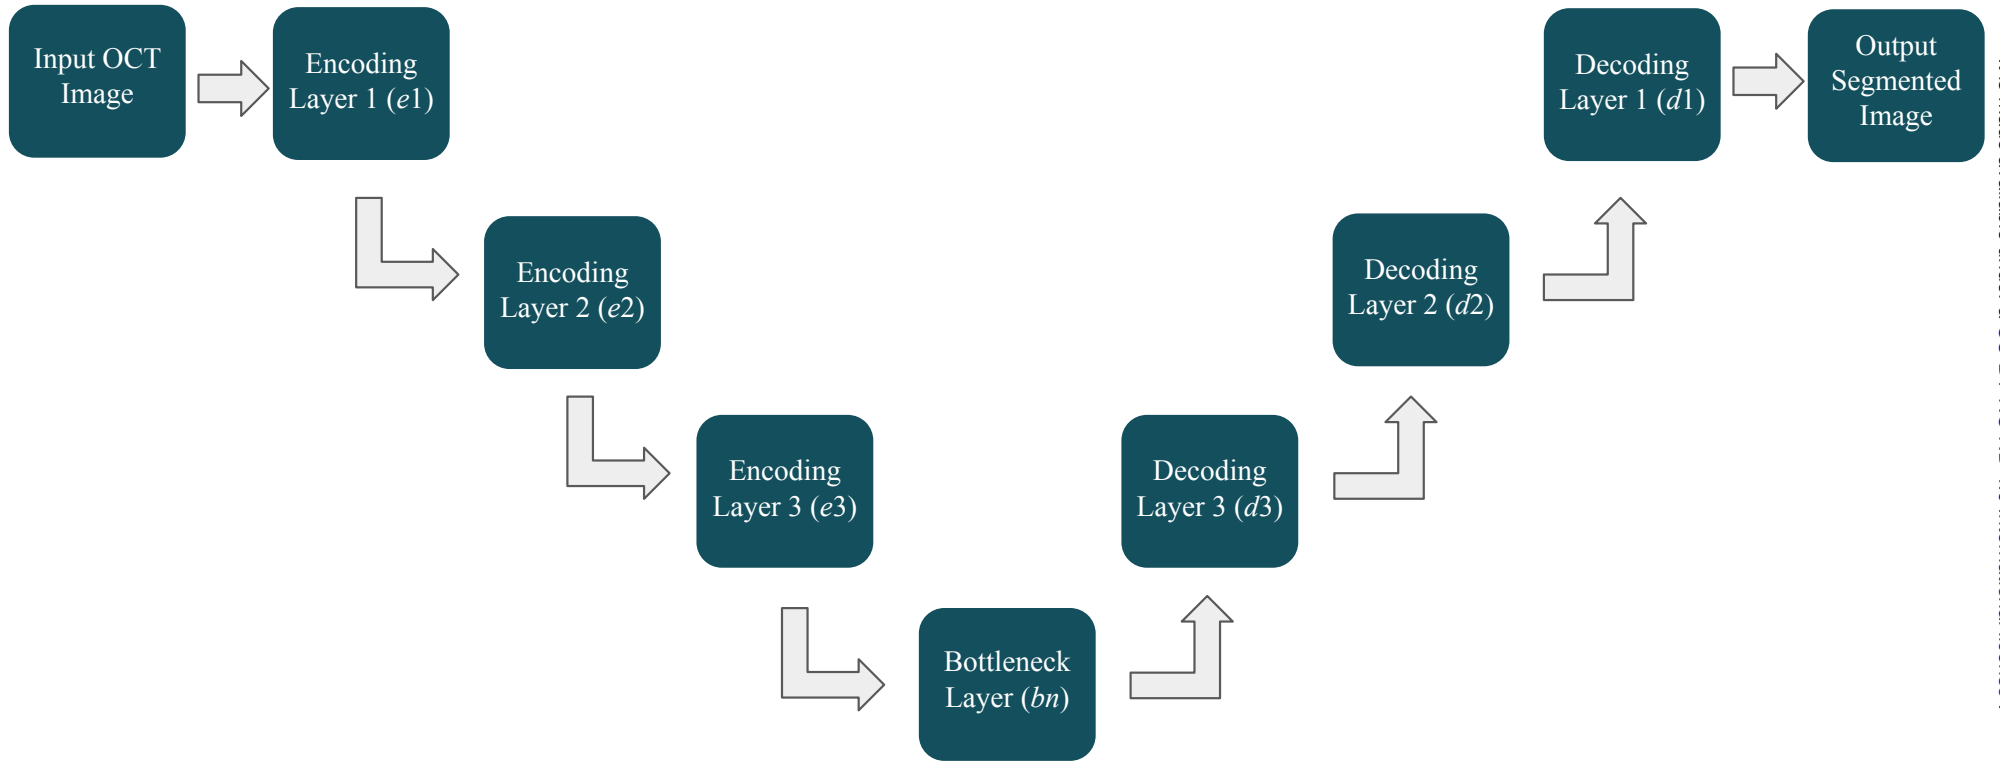 Input OCT
Image
Encoding
Layer 1 (e1)
Encoding
Layer 2 (e2)
Encoding
Layer 3 (e3)
Bottleneck
Layer (bn)
Decoding
Layer 3 (d3)
Decoding
Layer 2 (d2)
Decoding
Layer 1 (d1)
Output
Segmented
Image